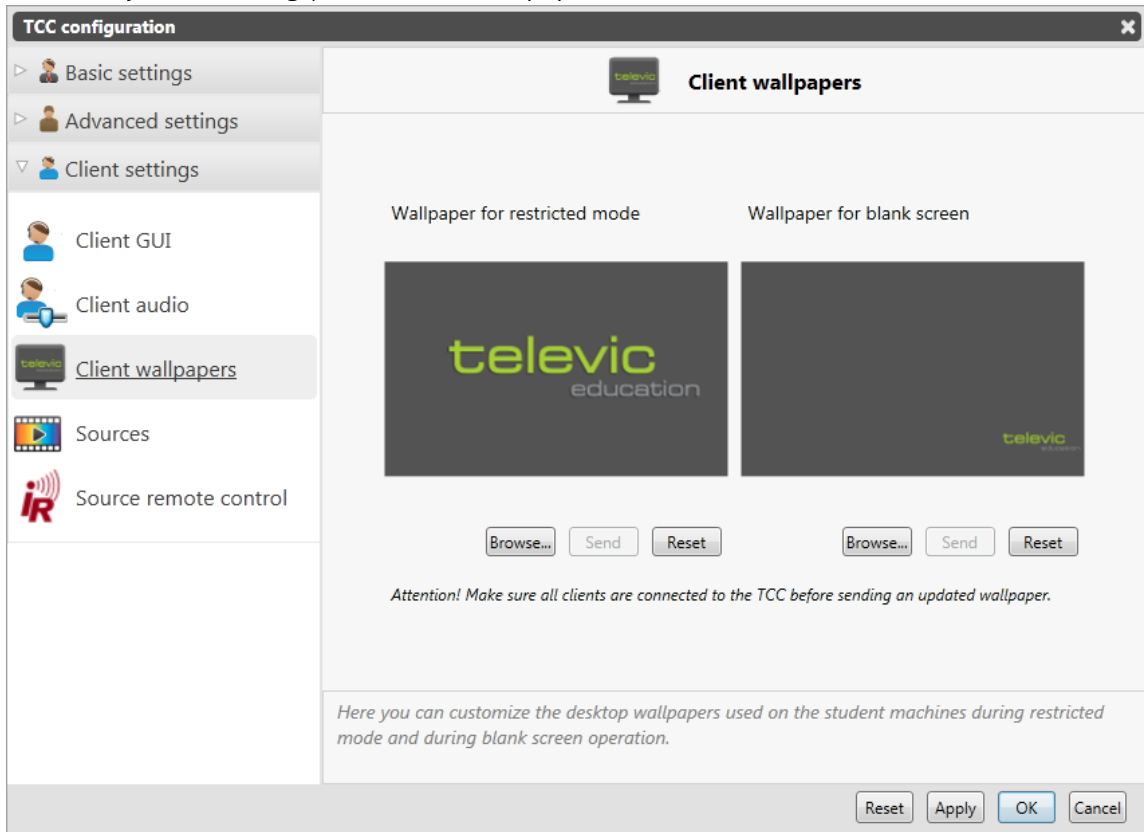 TCC configuration
Basic settings
Advanced settings
Client settings
Client GUI
Client audio
televic
Client wallpapers
Sources
iR
Source remote control
televic
Client wallpapers
Wallpaper for restricted mode
Wallpaper for blank screen
televic
education
televic
education
Browse...
Send
Reset
Browse...
Send
Reset
Attention! Make sure all clients are connected to the TCC before sending an updated wallpaper.
Here you can customize the desktop wallpapers used on the student machines during restricted
mode and during blank screen operation.
Reset
Apply
OK
Cancel